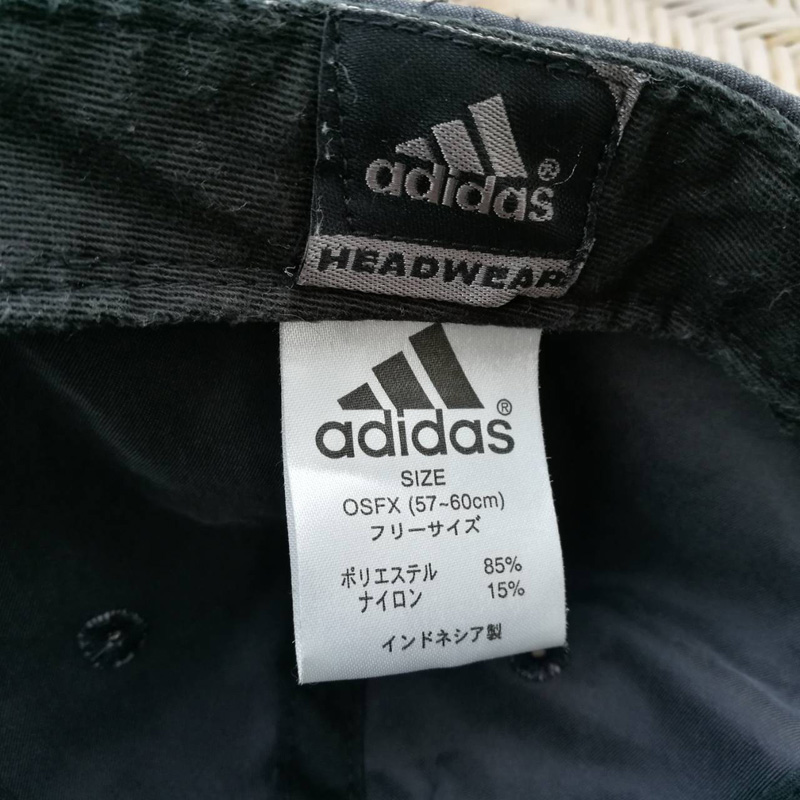 adidas®
HEADWEAR
adidas®
SIZE
OSFX (57~60cm)
フリーサイズ
ポリエステル 85%
ナイロン 15%
インドネシア製